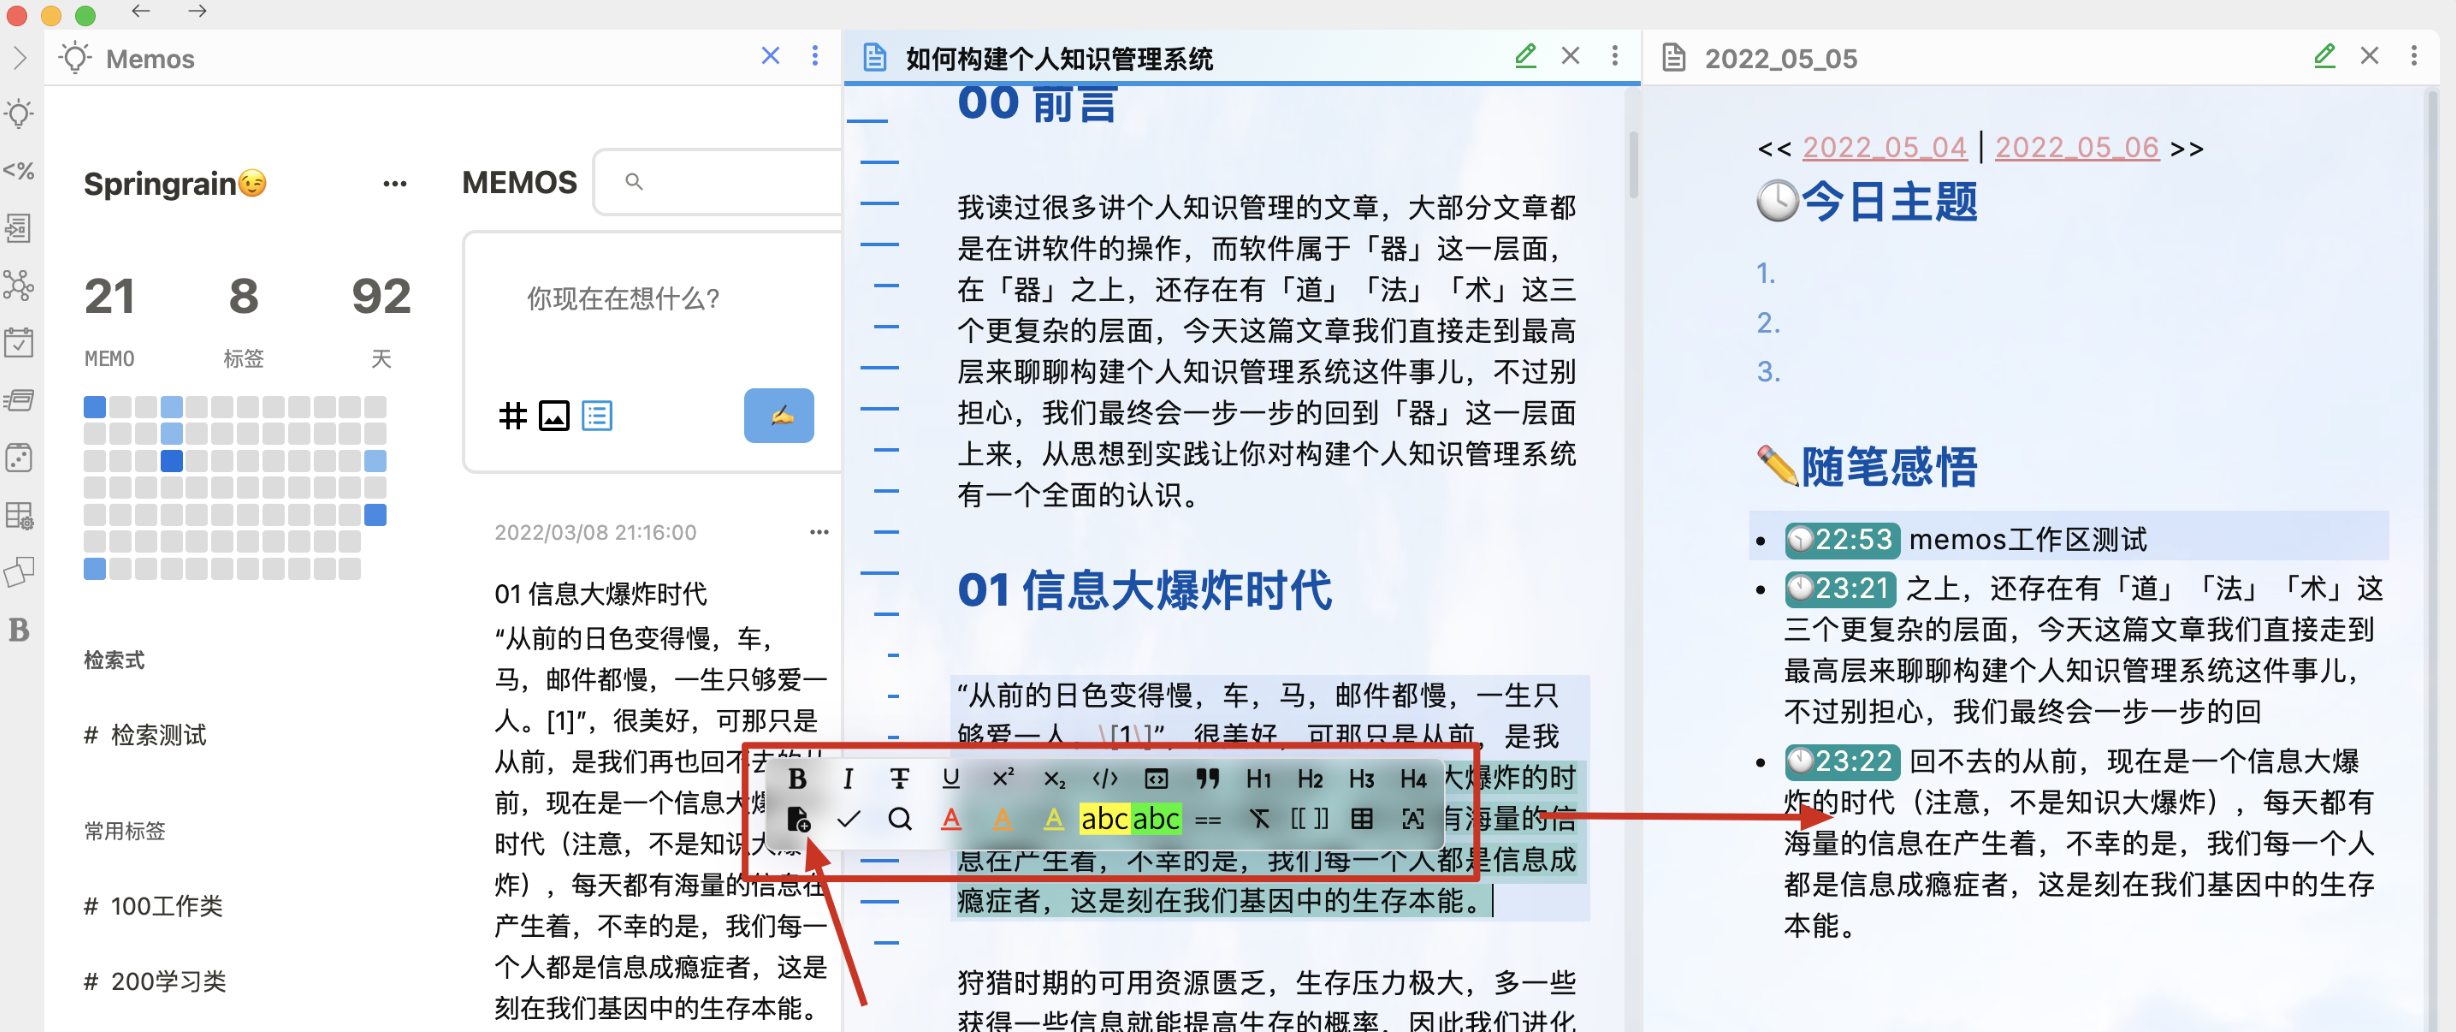 Memos
Springrain😉
21
8
92
MEMO
标签
天
检索式
# 检索测试
常用标签
# 100工作类
# 200学习类
MEMOS
你现在在想什么?
2022/03/08 21:16:00
01 信息大爆炸时代
“从前的日色变得慢，车，
马，邮件都慢，一生只够爱一
人。[1]”，很美好，可那只是
从前，是我们再也回不去的从
前，现在是一个信息大爆
时代（注意，不是知识大爆
炸），每天都有海量的信息在
产生着，不幸的是，我们每一
个人都是信息成瘾症者，这是
刻在我们基因中的生存本能。
如何构建个人知识管理系统
00 前言
我读过很多讲个人知识管理的文章，大部分文章都
是在讲软件的操作，而软件属于「器」这一层面，
在「器」之上，还存在有「道」「法」「术」这三
个更复杂的层面，今天这篇文章我们直接走到最高
层来聊聊构建个人知识管理系统这件事儿，不过别
担心，我们最终会一步一步的回到「器」这一层面
上来，从思想到实践让你对构建个人知识管理系统
有一个全面的认识。
01 信息大爆炸时代
“从前的日色变得慢，车，马，邮件都慢，一生只
够爱一人。\[1\]”，很美好，可那只是从前，是我
大爆炸的时
有海量的信
息在产生着，不幸的是，我们每一个人都是信息成
瘾症者，这是刻在我们基因中的生存本能。
狩猎时期的可用资源匮乏，生存压力极大，多一些
获得一些信息就能提高生存的概率，因此我们进化
B I T U X² X₂ </> H1 H2 H3 H4
A A A abc abc == [[ ]] A
2022_05_05
<< 2022_05_04 | 2022_05_06 >>
🕓今日主题
1.
2.
3.
✏️随笔感悟
22:53 memos工作区测试
23:21 之上，还存在有「道」「法」「术」这
三个更复杂的层面，今天这篇文章我们直接走到
最高层来聊聊构建个人知识管理系统这件事儿，
不过别担心，我们最终会一步一步的回
23:22 回不去的从前，现在是一个信息大爆
炸的时代（注意，不是知识大爆炸），每天都有
海量的信息在产生着，不幸的是，我们每一个人
都是信息成瘾症者，这是刻在我们基因中的生存
本能。
<%
B